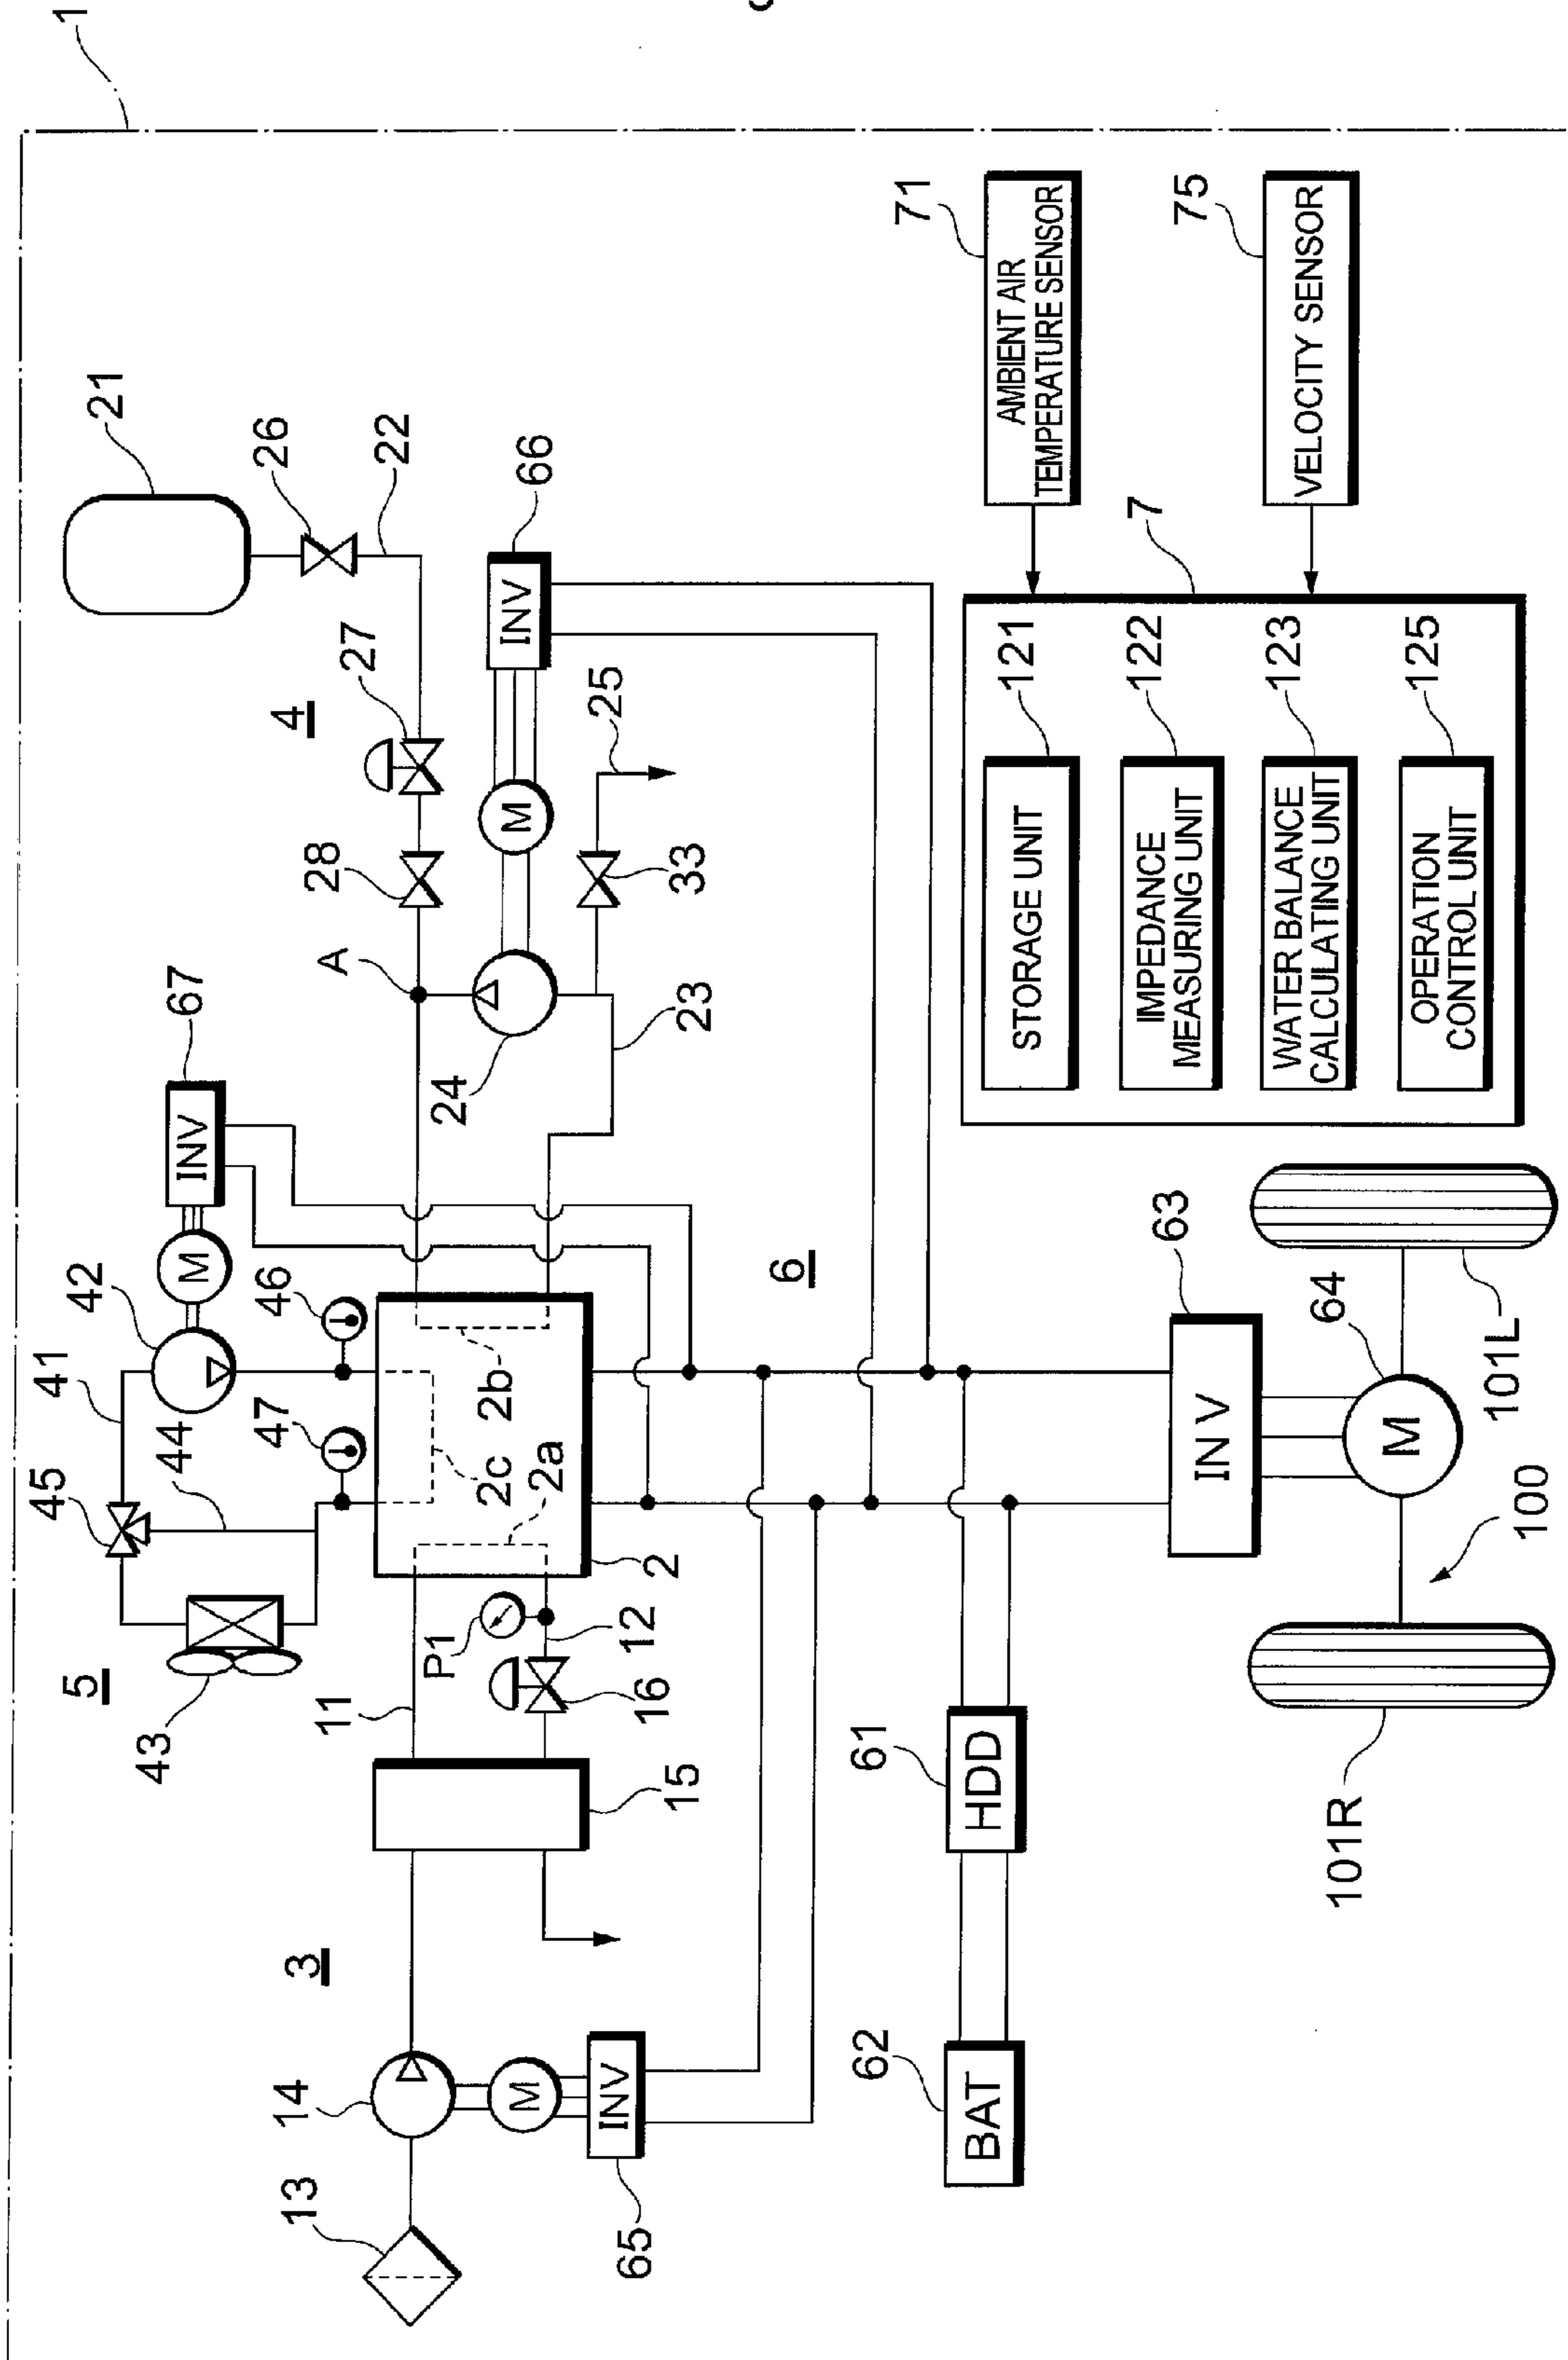 45
41
42
5
21
1
43
44
67
INV
M
47
46
26
13
14
3
11
4
27
22
28
A
P1
2c
2b
2a
24
M
INV
66
M
INV
65
15
16
12
2
23
33
25
6
62
61
BAT
HDD
71
AMBIENT AIR
TEMPERATURE SENSOR
7
121
STORAGE UNIT
122
IMPEDANCE
MEASURING UNIT
63
INV
75
VELOCITY SENSOR
123
WATER BALANCE
CALCULATING UNIT
64
M
125
OPERATION
CONTROL UNIT
101R
100
101L